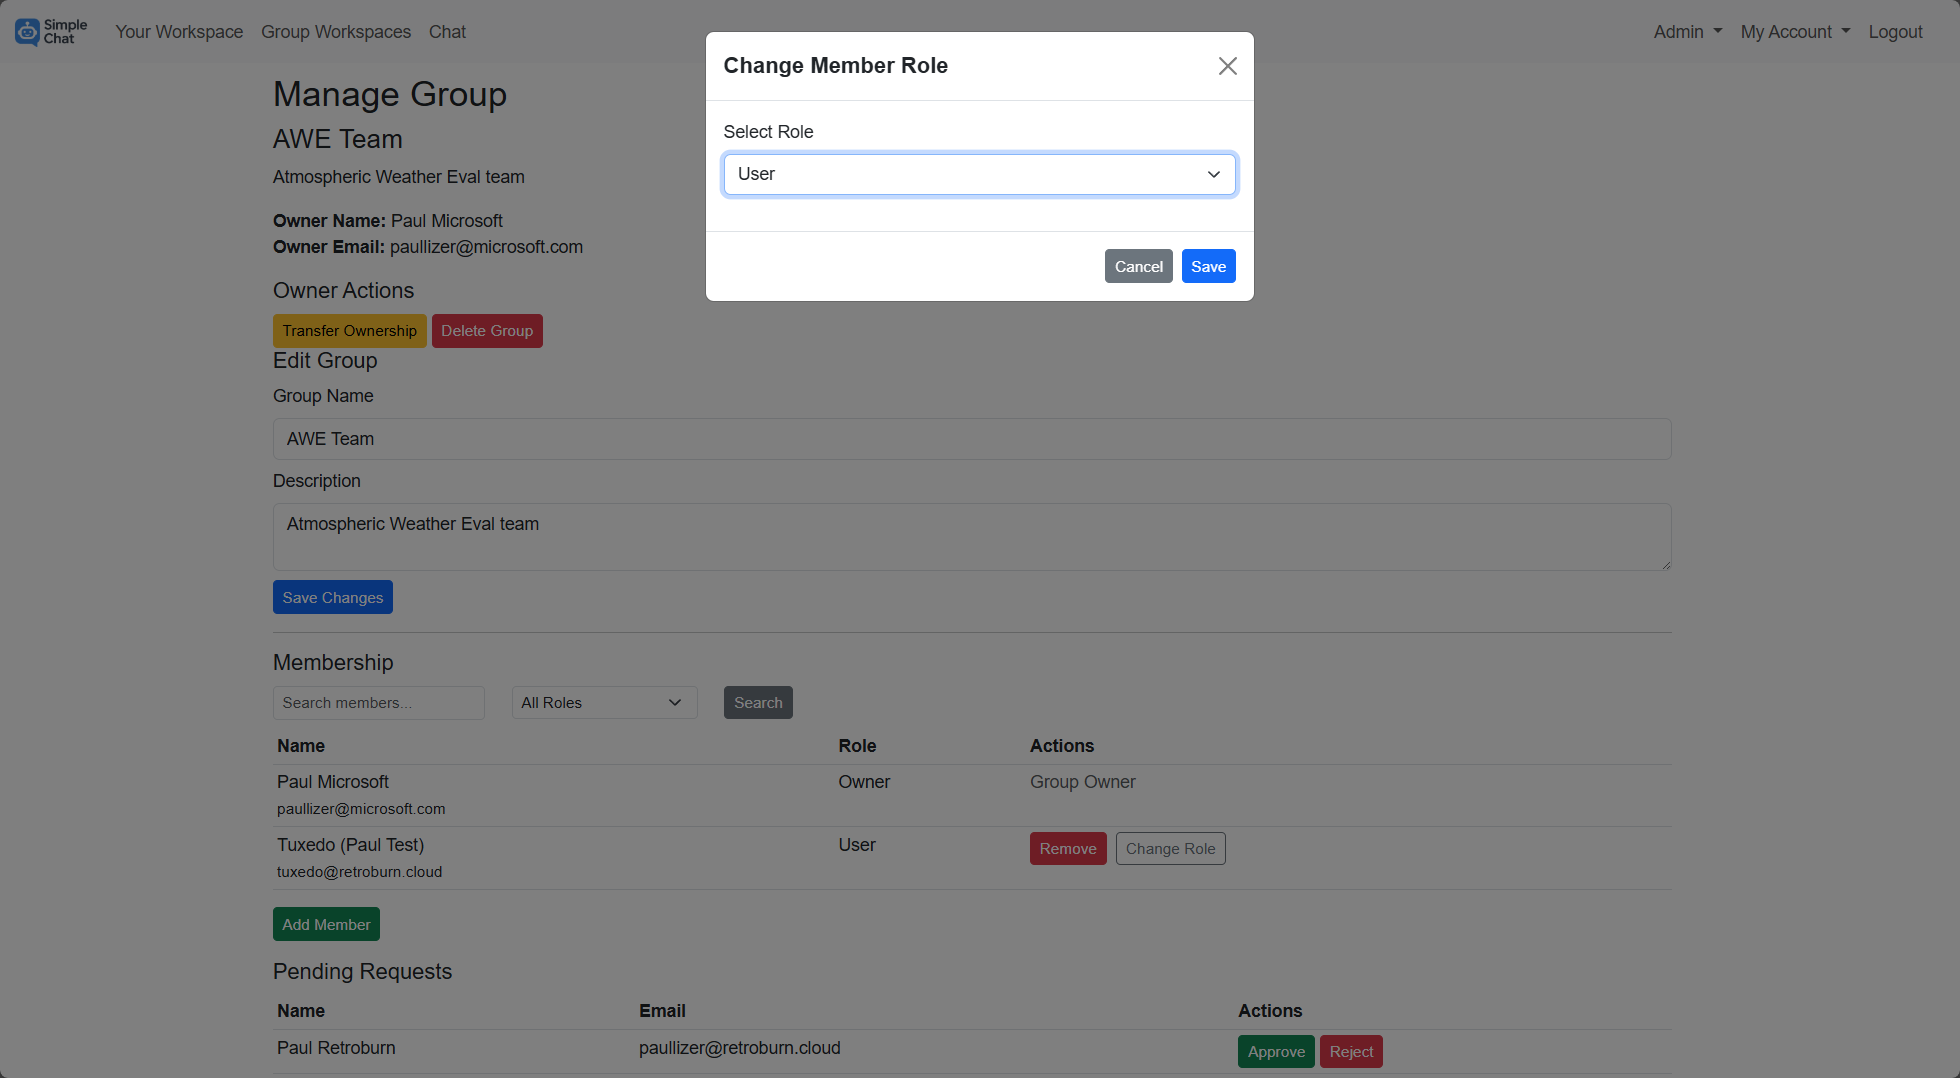 Simple
Chat
Your Workspace Group Workspaces Chat
Admin My Account Logout
Change Member Role
Select Role
User
Cancel Save
Manage Group
AWE Team
Atmospheric Weather Eval team
Owner Name: Paul Microsoft
Owner Email: paullizer@microsoft.com
Owner Actions
Transfer Ownership Delete Group
Edit Group
Group Name
AWE Team
Description
Atmospheric Weather Eval team
Save Changes
Membership
Search members... All Roles Search
Name Role Actions
Paul Microsoft Owner Group Owner
paullizer@microsoft.com
Tuxedo (Paul Test) User Remove Change Role
tuxedo@retroburn.cloud
Add Member
Pending Requests
Name Email Actions
Paul Retroburn paullizer@retroburn.cloud Approve Reject